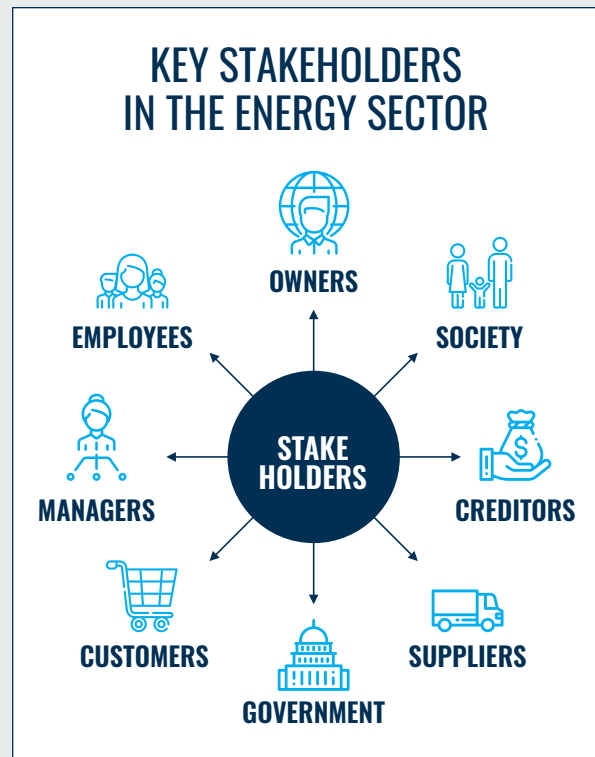 KEY STAKEHOLDERS
IN THE ENERGY SECTOR
OWNERS
EMPLOYEES
SOCIETY
STAKE
HOLDERS
MANAGERS
CREDITORS
CUSTOMERS
SUPPLIERS
GOVERNMENT
$